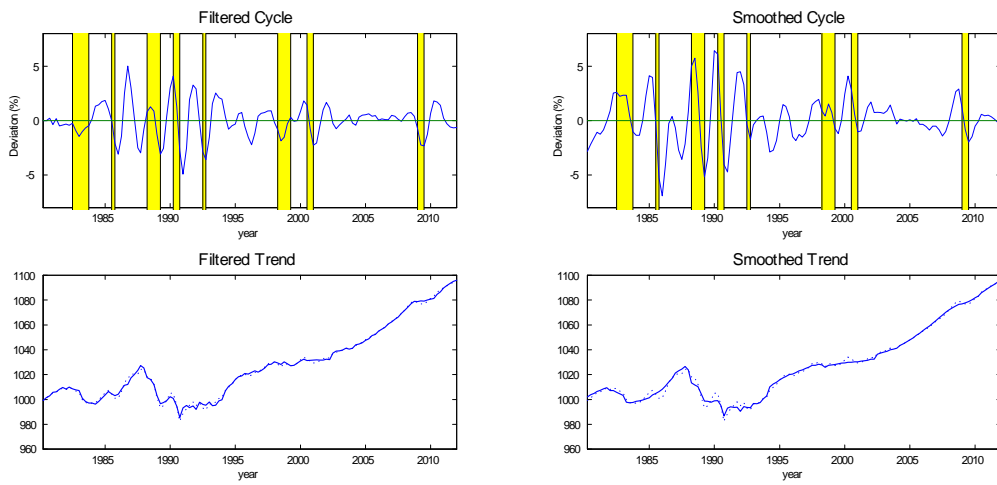 Filtered Cycle
Deviation (%)
5
0
-5
1985 1990 1995 2000 2005 2010
year
Smoothed Cycle
Deviation (%)
5
0
-5
1985 1990 1995 2000 2005 2010
year
Filtered Trend
1100
1080
1060
1040
1020
1000
980
960
1985 1990 1995 2000 2005 2010
year
Smoothed Trend
1100
1080
1060
1040
1020
1000
980
960
1985 1990 1995 2000 2005 2010
year